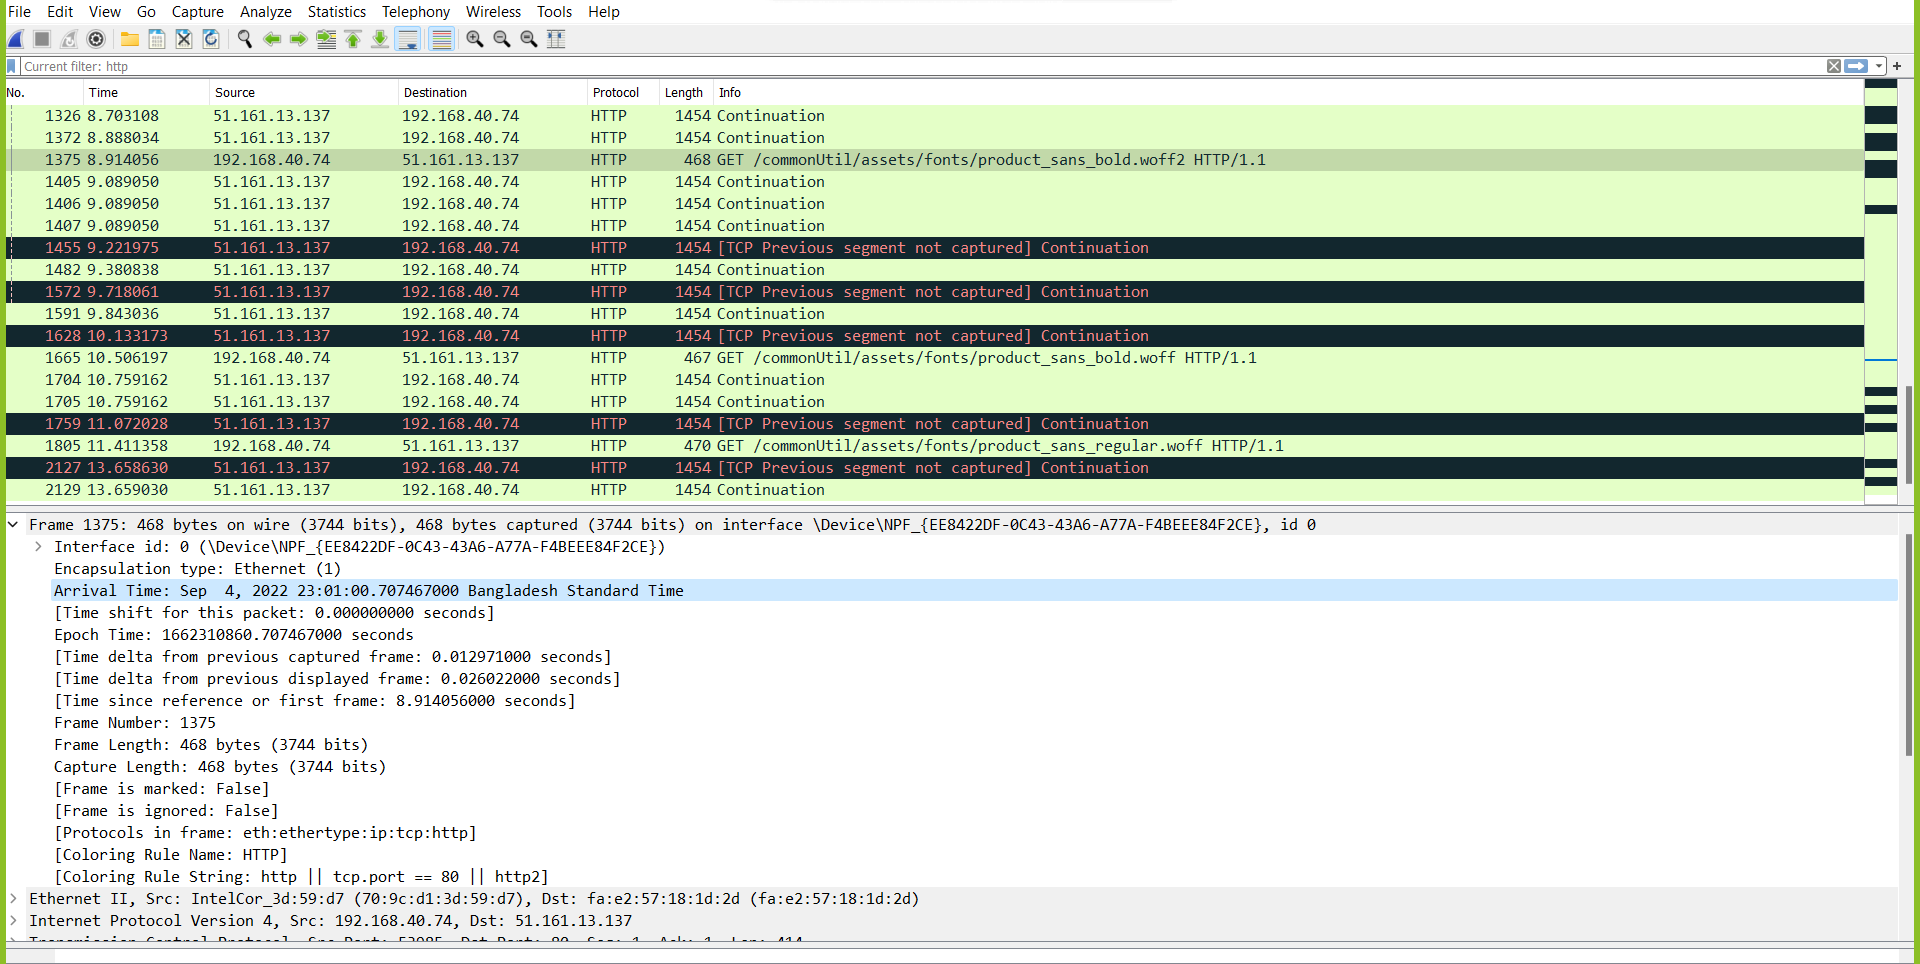 File Edit View Go Capture Analyze Statistics Telephony Wireless Tools Help
Current filter: http
No. Time Source Destination Protocol Length Info
1326 8.703108 51.161.13.137 192.168.40.74 HTTP 1454 Continuation
1372 8.888034 51.161.13.137 192.168.40.74 HTTP 1454 Continuation
1375 8.914056 192.168.40.74 51.161.13.137 HTTP 468 GET /commonUtil/assets/fonts/product_sans_bold.woff2 HTTP/1.1
1405 9.089050 51.161.13.137 192.168.40.74 HTTP 1454 Continuation
1406 9.089050 51.161.13.137 192.168.40.74 HTTP 1454 Continuation
1407 9.089050 51.161.13.137 192.168.40.74 HTTP 1454 Continuation
1455 9.221975 51.161.13.137 192.168.40.74 HTTP 1454 [TCP Previous segment not captured] Continuation
1482 9.380838 51.161.13.137 192.168.40.74 HTTP 1454 Continuation
1572 9.718061 51.161.13.137 192.168.40.74 HTTP 1454 [TCP Previous segment not captured] Continuation
1591 9.843036 51.161.13.137 192.168.40.74 HTTP 1454 Continuation
1628 10.133173 51.161.13.137 192.168.40.74 HTTP 1454 [TCP Previous segment not captured] Continuation
1665 10.506197 192.168.40.74 51.161.13.137 HTTP 467 GET /commonUtil/assets/fonts/product_sans_bold.woff HTTP/1.1
1704 10.759162 51.161.13.137 192.168.40.74 HTTP 1454 Continuation
1705 10.759162 51.161.13.137 192.168.40.74 HTTP 1454 Continuation
1759 11.072028 51.161.13.137 192.168.40.74 HTTP 1454 [TCP Previous segment not captured] Continuation
1805 11.411358 192.168.40.74 51.161.13.137 HTTP 470 GET /commonUtil/assets/fonts/product_sans_regular.woff HTTP/1.1
2127 13.658630 51.161.13.137 192.168.40.74 HTTP 1454 [TCP Previous segment not captured] Continuation
2129 13.659030 51.161.13.137 192.168.40.74 HTTP 1454 Continuation
Frame 1375: 468 bytes on wire (3744 bits), 468 bytes captured (3744 bits) on interface \Device\NPF_{EE8422DF-0C43-43A6-A77A-F4BEEE84F2CE}, id 0
Interface id: 0 (\Device\NPF_{EE8422DF-0C43-43A6-A77A-F4BEEE84F2CE})
Encapsulation type: Ethernet (1)
Arrival Time: Sep  4, 2022 23:01:00.707467000 Bangladesh Standard Time
[Time shift for this packet: 0.000000000 seconds]
Epoch Time: 1662310860.707467000 seconds
[Time delta from previous captured frame: 0.012971000 seconds]
[Time delta from previous displayed frame: 0.026022000 seconds]
[Time since reference or first frame: 8.914056000 seconds]
Frame Number: 1375
Frame Length: 468 bytes (3744 bits)
Capture Length: 468 bytes (3744 bits)
[Frame is marked: False]
[Frame is ignored: False]
[Protocols in frame: eth:ethertype:ip:tcp:http]
[Coloring Rule Name: HTTP]
[Coloring Rule String: http || tcp.port == 80 || http2]
Ethernet II, Src: IntelCor_3d:59:d7 (70:9c:d1:3d:59:d7), Dst: fa:e2:57:18:1d:2d (fa:e2:57:18:1d:2d)
Internet Protocol Version 4, Src: 192.168.40.74, Dst: 51.161.13.137